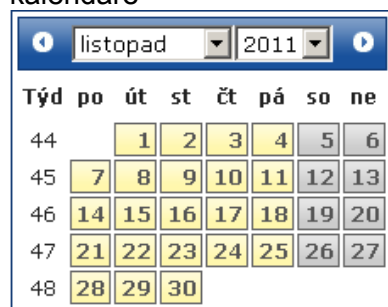 listopad 2011
Týd po út st čt pá so ne
44 1 2 3 4 5 6
45 7 8 9 10 11 12 13
46 14 15 16 17 18 19 20
47 21 22 23 24 25 26 27
48 28 29 30